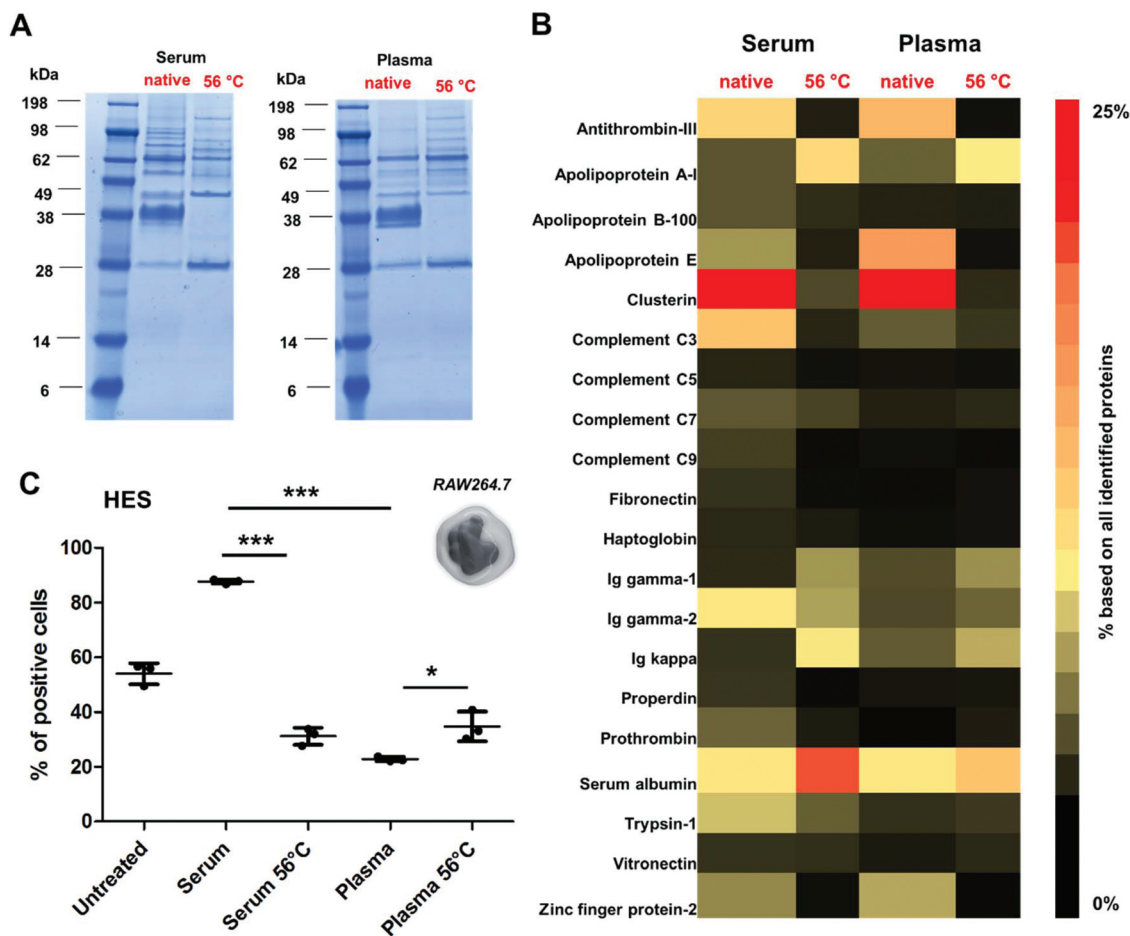 A
Serum
kDa
native 56 °C
198
98
62
49
38
28
14
6
Plasma
kDa
native 56 °C
198
98
62
49
38
28
14
6
B
Serum Plasma
native 56 °C native 56 °C
Antithrombin-III
Apolipoprotein A-I
Apolipoprotein B-100
Apolipoprotein E
Clusterin
Complement C3
Complement C5
Complement C7
Complement C9
Fibronectin
Haptoglobin
Ig gamma-1
Ig gamma-2
Ig kappa
Properdin
Prothrombin
Serum albumin
Trypsin-1
Vitronectin
Zinc finger protein-2
25%
% based on all identified proteins
0%
C
HES
RAW264.7
***
***
*
% of positive cells
100
80
60
40
20
0
Untreated
Serum
Serum 56°C
Plasma
Plasma 56°C